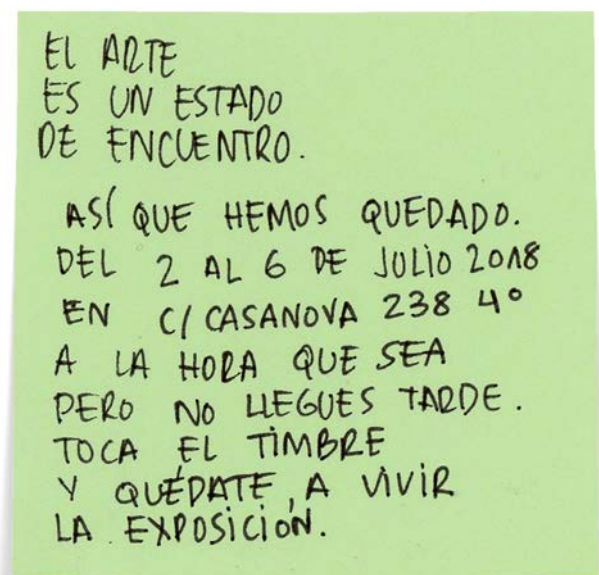 EL ARTE
ES UN ESTADO
DE ENCUENTRO.
ASÍ QUE HEMOS QUEDADO.
DEL 2 AL 6 DE JULIO 2018
EN C/ CASANOVA 238 4º
A LA HORA QUE SEA
PERO NO LLEGUES TARDE.
TOCA EL TIMBRE
Y QUÉDATE, A VIVIR
LA EXPOSICIÓN.